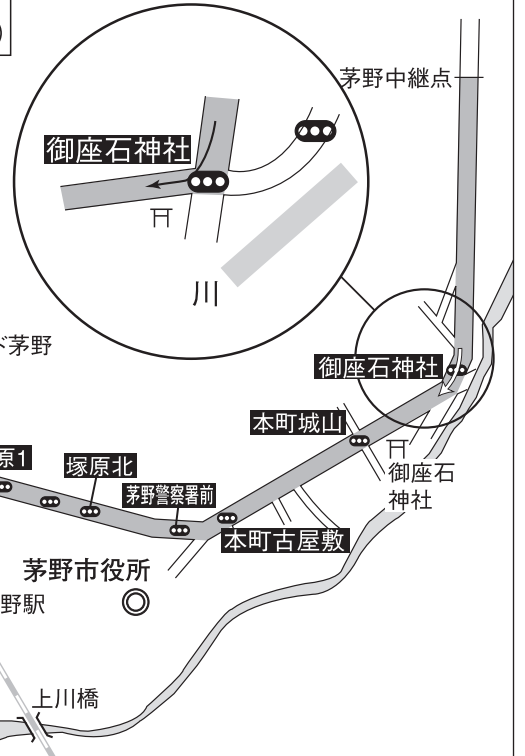 茅野中継点
御座石神社
川
ド茅野
御座石神社
本町城山
原1
塚原北
御座石
神社
茅野警察署前
本町古屋敷
茅野市役所
野駅
上川橋